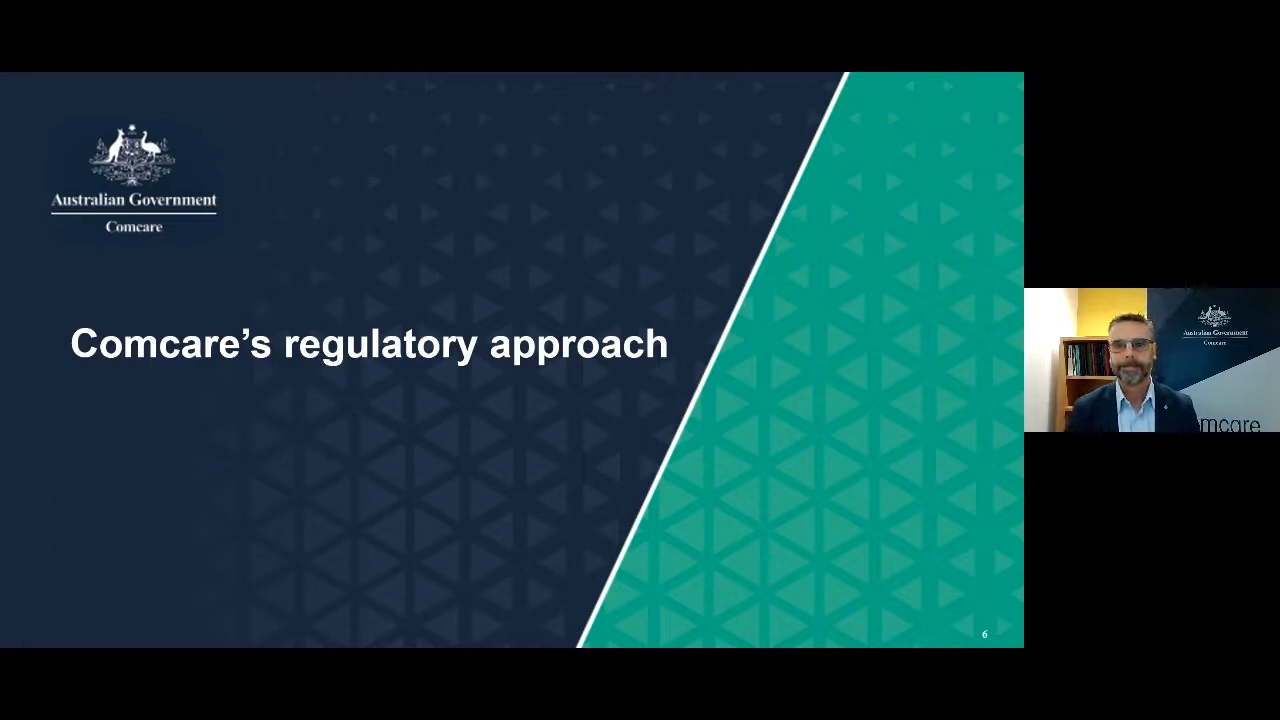 Australian Government
Comcare
Comcare's regulatory approach
6
Australian Government
Comcare
mcare